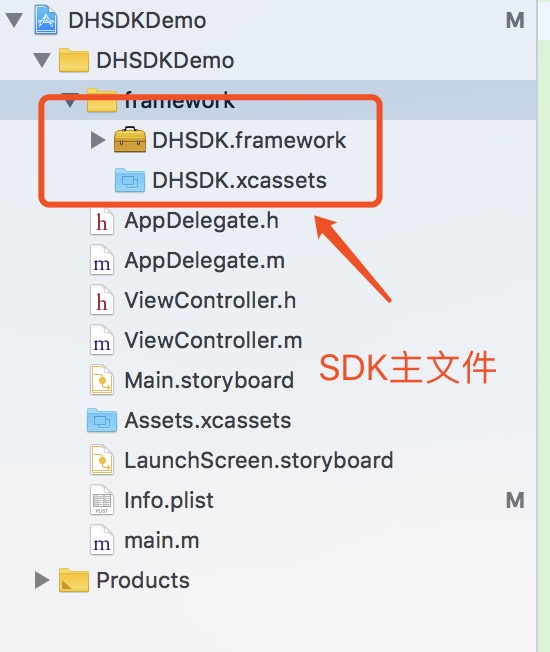 DHSDKDemo M
DHSDKDemo
framework
DHSDK.framework
DHSDK.xcassets
h AppDelegate.h
m AppDelegate.m
h ViewController.h
m ViewController.m
SDK主文件
Main.storyboard
Assets.xcassets
LaunchScreen.storyboard
PLIST Info.plist M
m main.m
Products